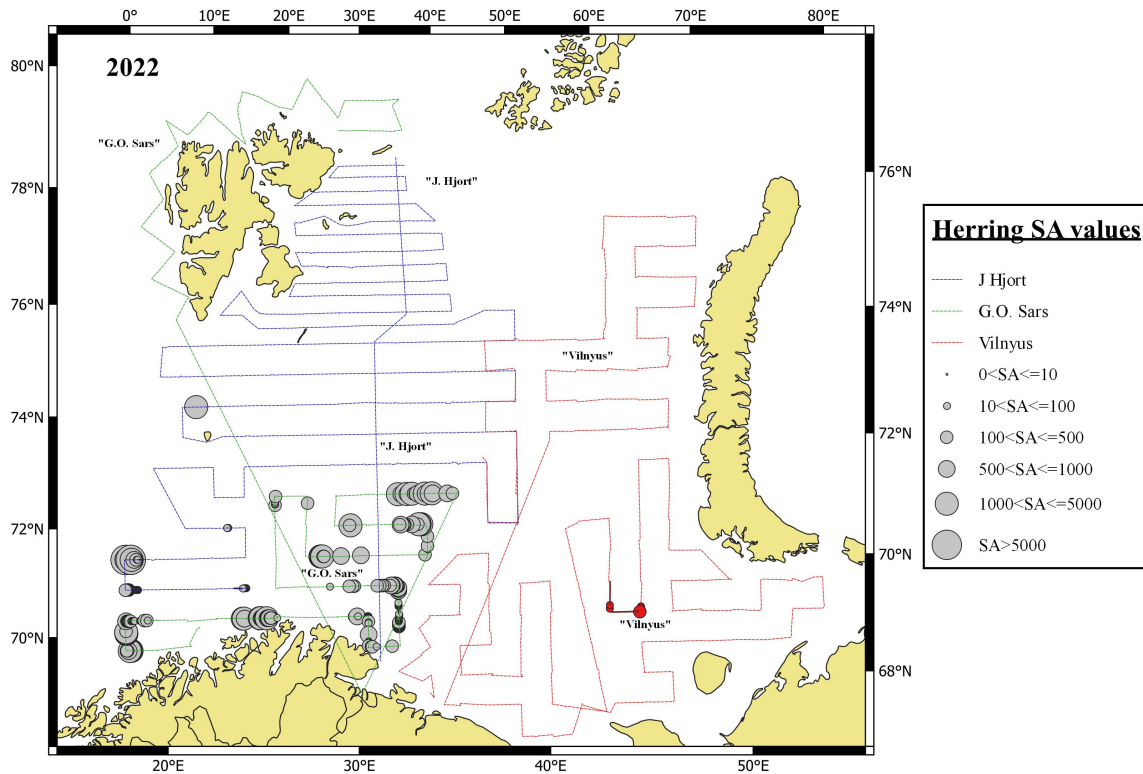 0° 10°E 20°E 30°E 40°E 50°E 60°E 70°E 80°E
80°N
2022
"G.O. Sars"
"J. Hjort"
76°N
78°N
Herring SA values
J Hjort
76°N
74°N
G.O. Sars
Vilnyus
"Vilnyus"
0<SA<=10
10<SA<=100
74°N
72°N
100<SA<=500
"J. Hjort"
500<SA<=1000
1000<SA<=5000
72°N
SA>5000
70°N
"G.O. Sars"
"Vilnyus"
70°N
68°N
20°E 30°E 40°E 50°E